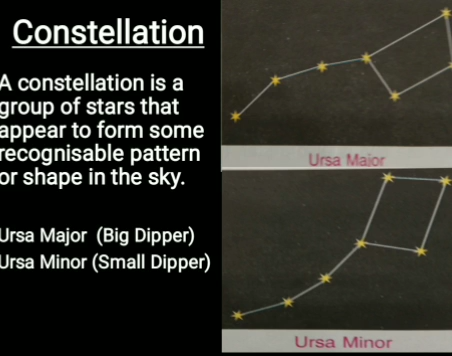 Constellation
A constellation is a
group of stars that
appear to form some
recognisable pattern
or shape in the sky.
Ursa Major (Big Dipper)
Ursa Minor (Small Dipper)
Ursa Major
Ursa Minor